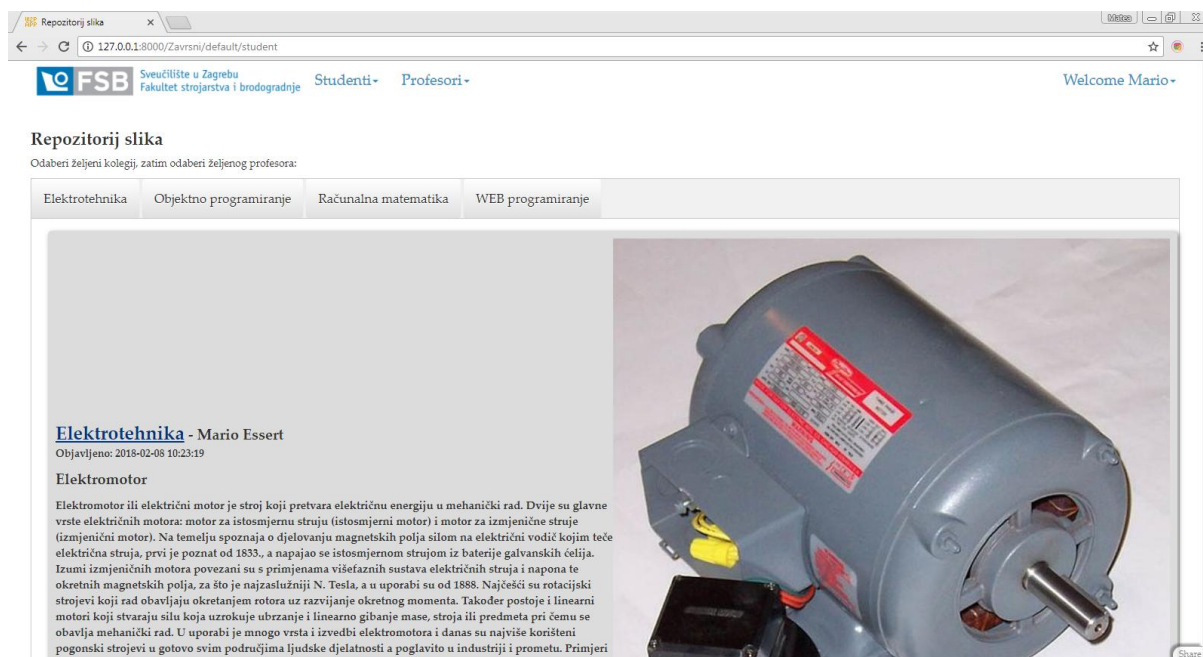 Repozitorij slika
Matea
127.0.0.1:8000/Zavrsni/default/student
FSB Sveučilište u Zagrebu
Fakultet strojarstva i brodogradnje
Studenti
Profesori
Welcome Mario
Repozitorij slika
Odaberi željeni kolegij, zatim odaberi željenog profesora:
Elektrotehnika Objektno programiranje Računalna matematika WEB programiranje
Elektrotehnika - Mario Essert
Objavljeno: 2018-02-08 10:23:19
Elektromotor
Elektromotor ili električni motor je stroj koji pretvara električnu energiju u mehanički rad. Dvije su glavne
vrste električnih motora: motor za istosmjernu struju (istosmjerni motor) i motor za izmjenične struje
(izmjenični motor). Na temelju spoznaja o djelovanju magnetskih polja silom na električni vodič kojim teče
električna struja, prvi je poznat od 1833., a napajao se istosmjernom strujom iz baterije galvanskih ćelija.
Izumi izmjeničnih motora povezani su s primjenama višefaznih sustava električnih struja i napona te
okretnih magnetskih polja, za što je najzaslužniji N. Tesla, a u uporabi su od 1888. Najčešći su rotacijski
strojevi koji rad obavljaju okretanjem rotora uz razvijanje okretnog momenta. Također postoje i linearni
motori koji stvaraju silu koja uzrokuje ubrzanje i linearno gibanje mase, stroja ili predmeta pri čemu se
obavlja mehanički rad. U uporabi je mnogo vrsta i izvedbi elektromotora i danas su najviše korišteni
pogonski strojevi u gotovo svim područjima ljudske djelatnosti a poglavito u industriji i prometu. Primjeri
Share